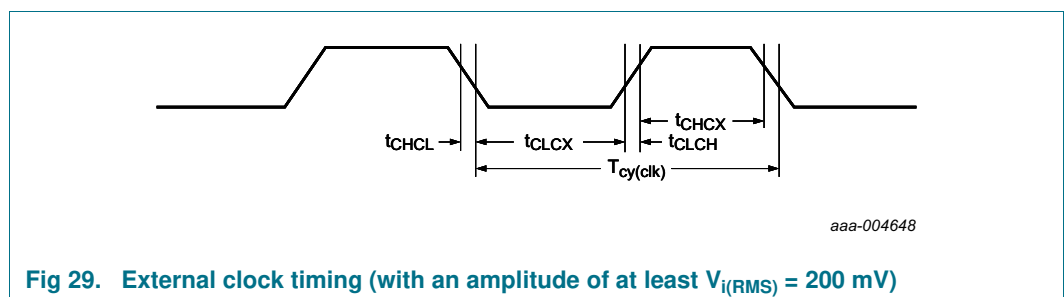 tCHCX
tCHCL tCLCX tCLCH
Tcy(clk)
aaa-004648
Fig 29. External clock timing (with an amplitude of at least Vi(RMS) = 200 mV)